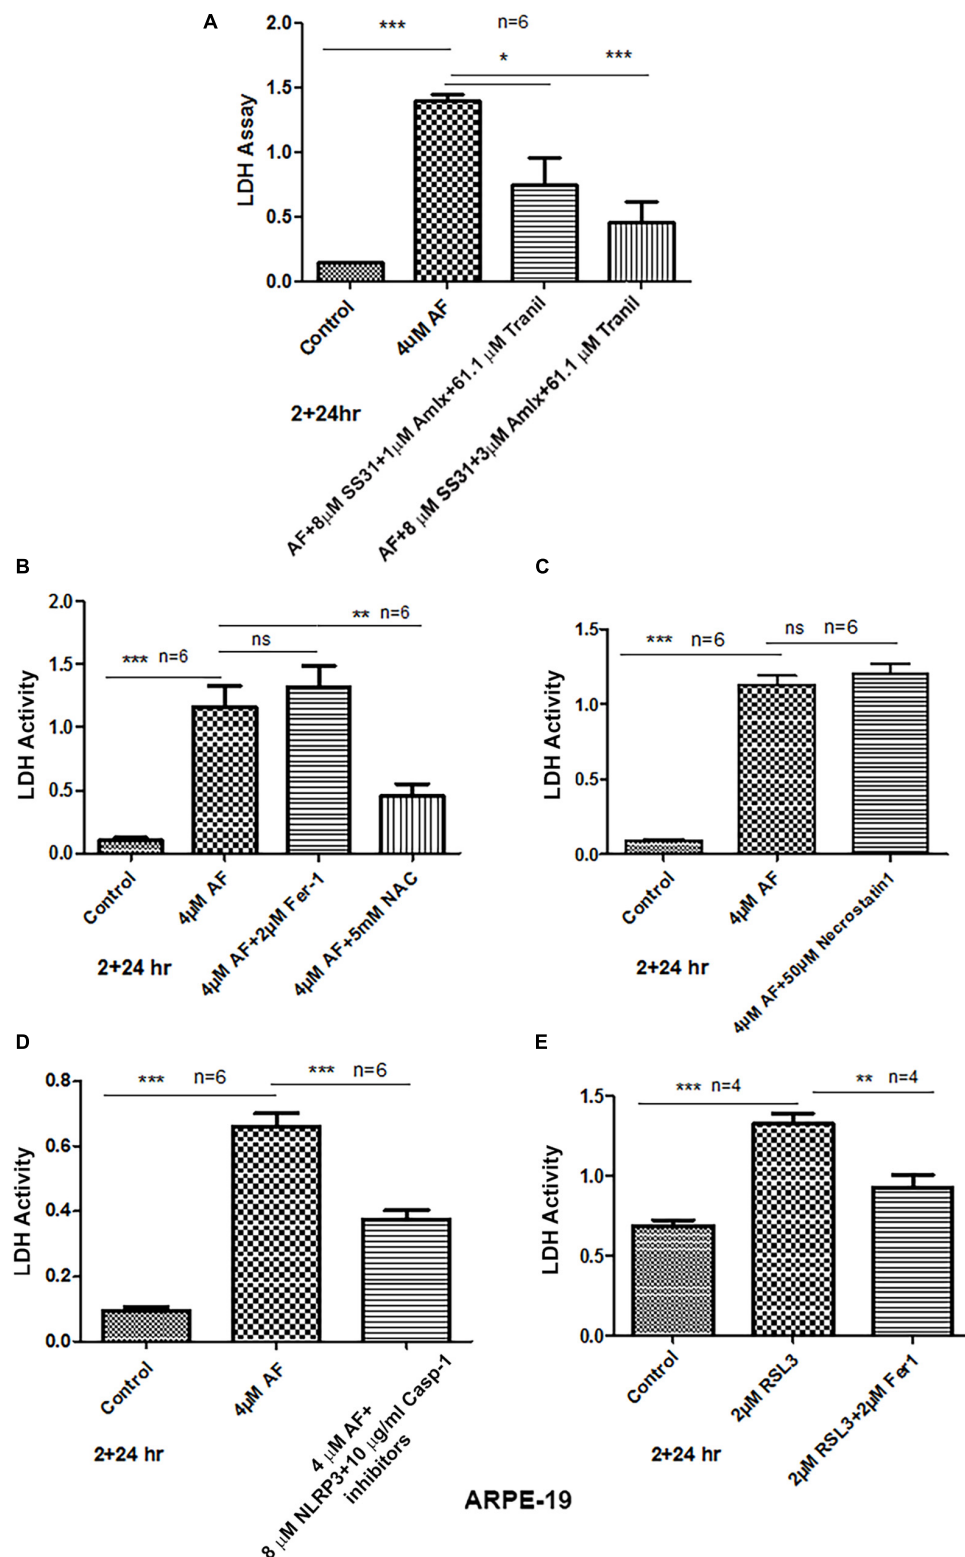 A
2.0
1.5
1.0
0.5
0.0
LDH Assay
***
n=6
*
***
Control
4uM AF
AF+8μM SS31+1μM Amlx+61.1 μM Tranil
AF+8 μM SS31+3μM Amlx+61.1 μM Tranil
2+24hr
B
2.0
1.5
1.0
0.5
0.0
LDH Activity
*** n=6
ns
** n=6
Control
4μM AF
4μM AF+2μM Fer-1
4μM AF+5mM NAC
2+24 hr
C
1.5
1.0
0.5
0.0
LDH Activity
*** n=6
ns n=6
Control
4μM AF
4μM AF+50μM Necrostatin1
2+24 hr
D
0.8
0.6
0.4
0.2
0.0
LDH Activity
*** n=6
*** n=6
Control
4μM AF
4 μM AF+
8 μM NLRP3+10 μg/ml Casp-1
inhibitors
2+24 hr
E
1.5
1.0
0.5
0.0
LDH Activity
*** n=4
** n=4
Control
2μM RSL3
2μM RSL3+2μM Fer1
2+24 hr
ARPE-19